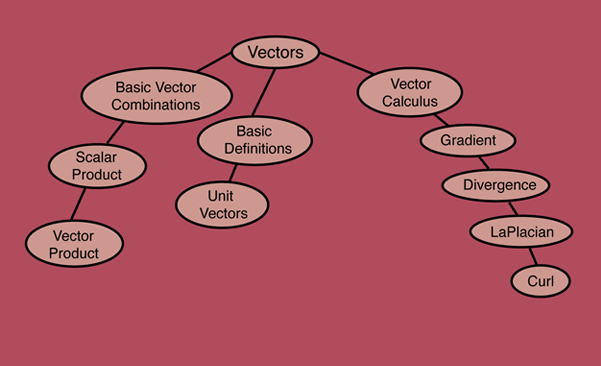 Vectors
Basic Vector
Combinations
Vector
Calculus
Basic
Definitions
Gradient
Scalar
Product
Divergence
Unit
Vectors
LaPlacian
Vector
Product
Curl